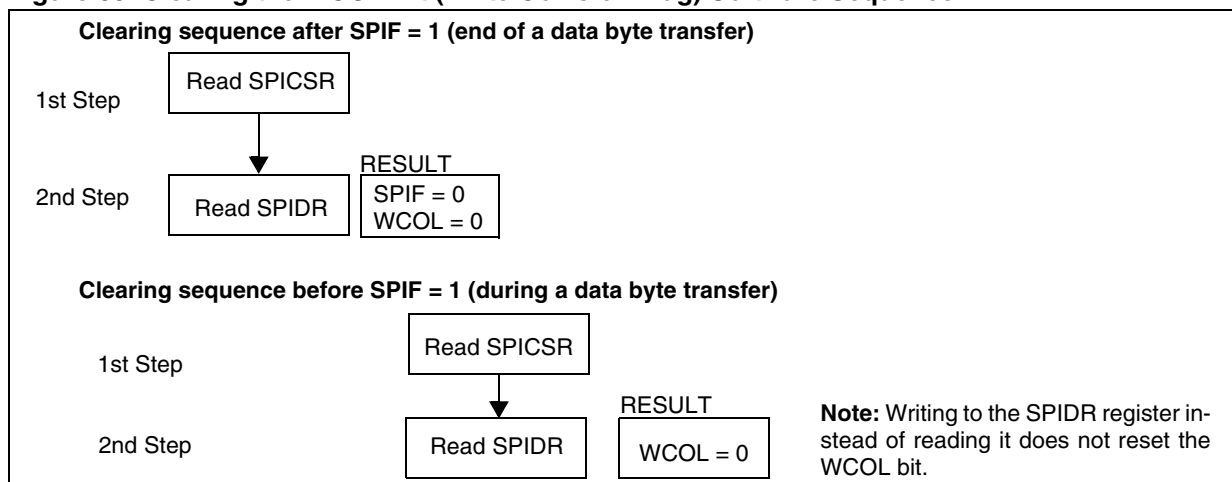 Clearing sequence after SPIF = 1 (end of a data byte transfer)
1st Step
Read SPICSR
2nd Step
Read SPIDR
RESULT
SPIF = 0
WCOL = 0
Clearing sequence before SPIF = 1 (during a data byte transfer)
1st Step
Read SPICSR
2nd Step
Read SPIDR
RESULT
WCOL = 0
Note: Writing to the SPIDR register in-
stead of reading it does not reset the
WCOL bit.